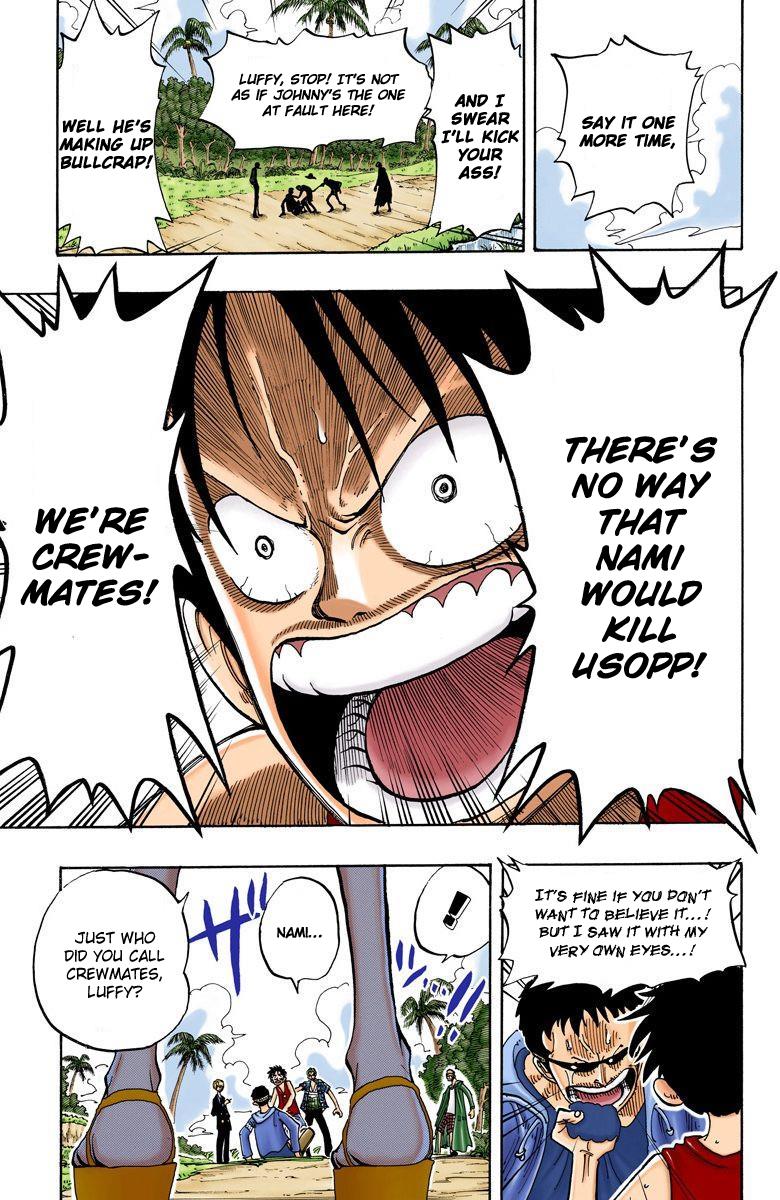 SAY IT ONE
MORE TIME,
AND I
SWEAR
I'LL KICK
YOUR
ASS!
LUFFY, STOP! IT'S NOT
AS IF JOHNNY'S THE ONE
AT FAULT HERE!
WELL HE'S
MAKING UP
BULLCRAP!
THERE'S
NO WAY
THAT
NAMI
WOULD
KILL
USOPP!
WE'RE
CREW-
MATES!
IT'S FINE IF YOU DON'T
WANT TO BELIEVE IT...!
BUT I SAW IT WITH MY
VERY OWN EYES...!
!
NAMI...
ザッ!!
JUST WHO
DID YOU CALL
CREWMATES,
LUFFY?